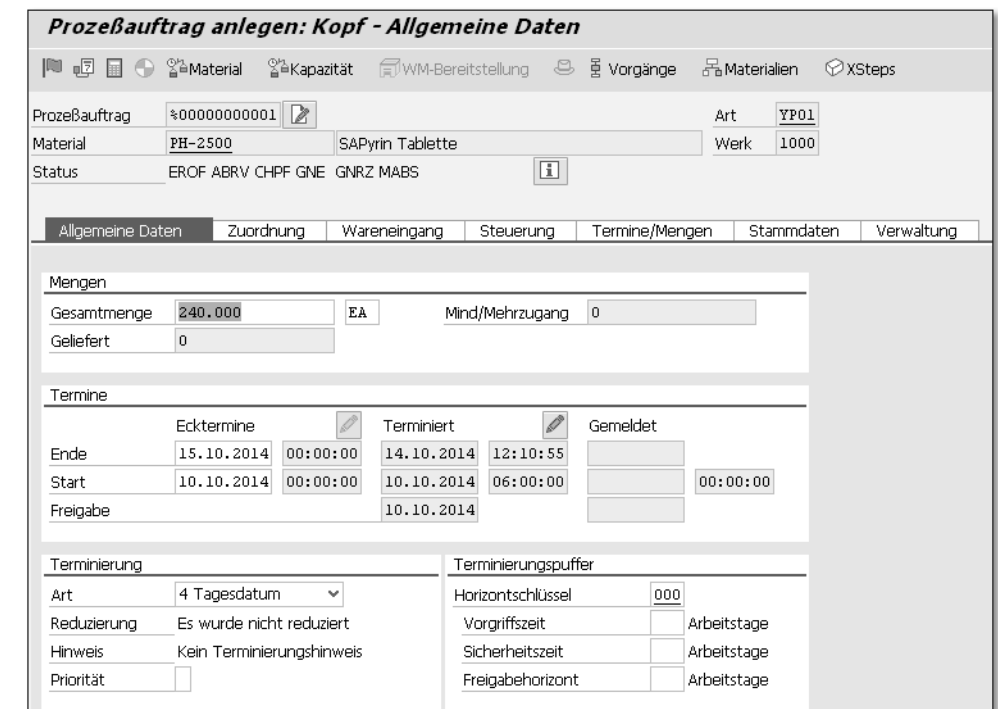 Prozeßauftrag anlegen: Kopf - Allgemeine Daten
Material Kapazität WM-Bereitstellung Vorgänge Materialien XSteps
Prozeßauftrag %00000000001 Art YP01
Material PH-2500 SAPyrin Tablette Werk 1000
Status EROF ABRV CHPF GNE GNRZ MABS
Allgemeine Daten Zuordnung Wareneingang Steuerung Termine/Mengen Stammdaten Verwaltung
Mengen
Gesamtmenge 240.000 EA Mind/Mehrzugang 0
Geliefert 0
Termine
Ecktermine Terminiert Gemeldet
Ende 15.10.2014 00:00:00 14.10.2014 12:10:55
Start 10.10.2014 00:00:00 10.10.2014 06:00:00 00:00:00
Freigabe 10.10.2014
Terminierung Terminierungspuffer
Art 4 Tagesdatum Horizontschlüssel 000
Reduzierung Es wurde nicht reduziert Vorgriffszeit Arbeitstage
Hinweis Kein Terminierungshinweis Sicherheitszeit Arbeitstage
Priorität Freigabehorizont Arbeitstage